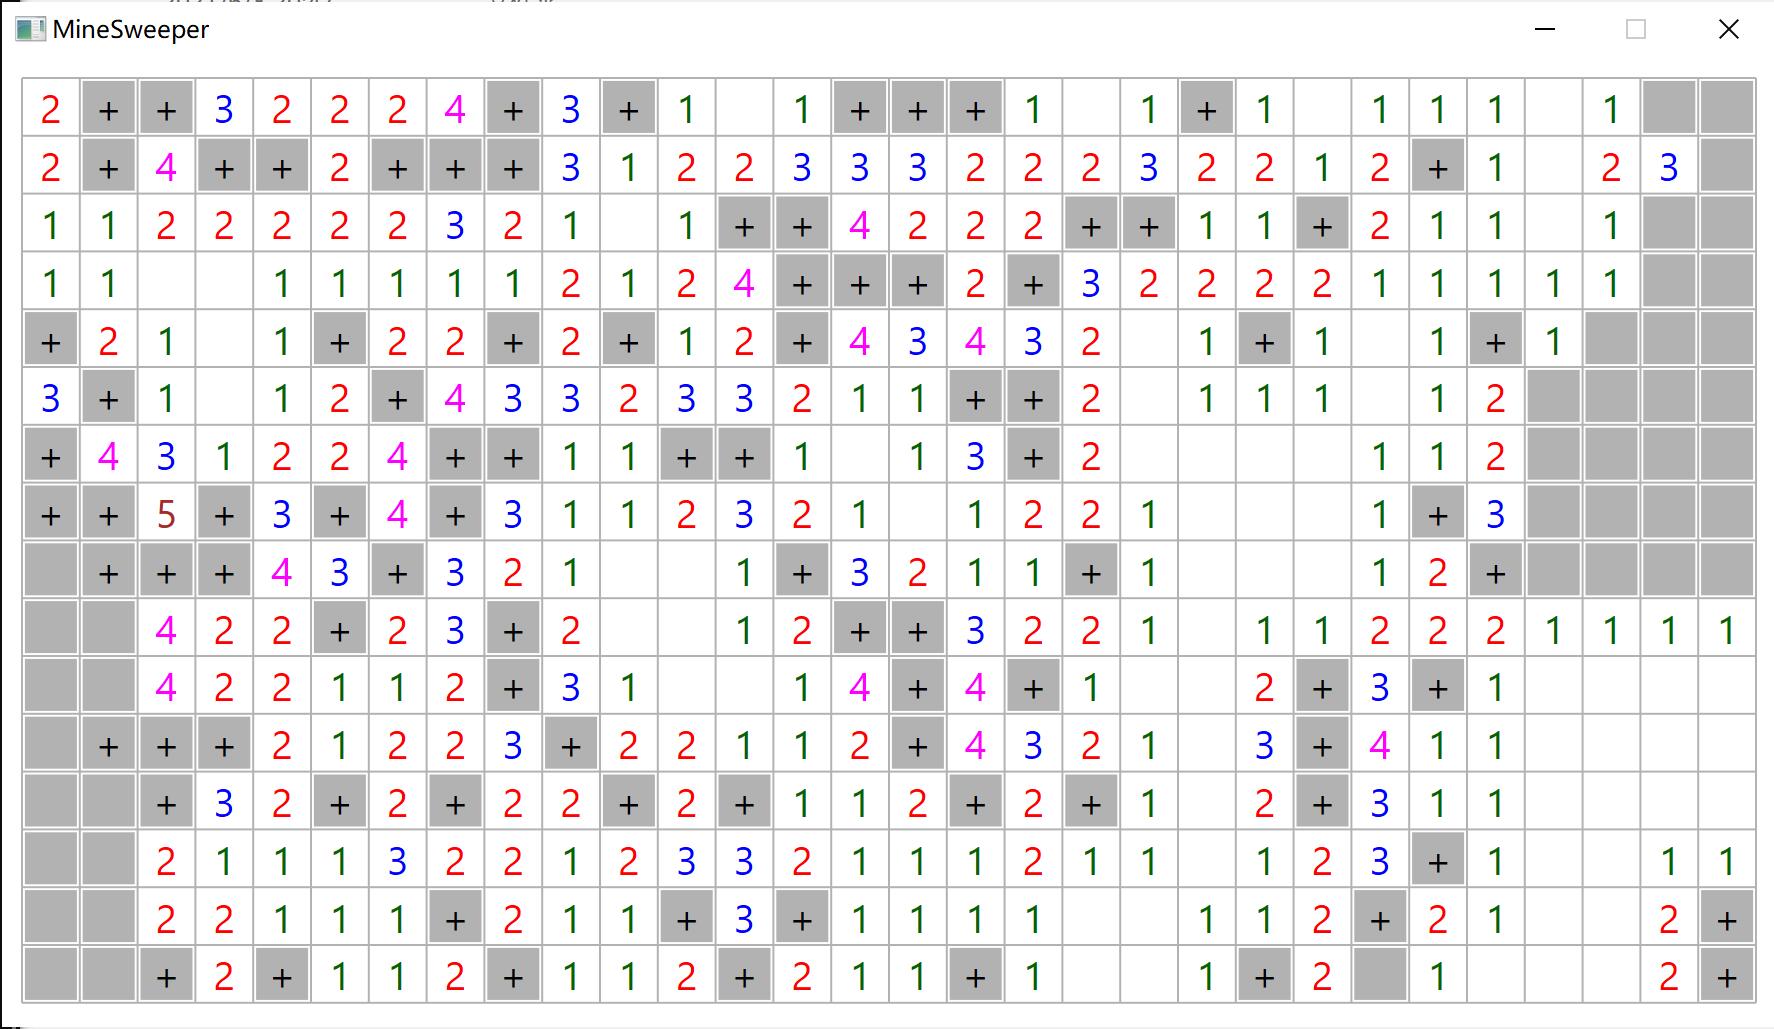 MineSweeper
2 + + 3 2 2 2 4 + 3 + 1 1 + + + 1 1 + 1 1 1 1 1
2 + 4 + + 2 + + + 3 1 2 2 3 3 3 2 2 2 3 2 2 1 2 + 1 2 3
1 1 2 2 2 2 2 3 2 1 1 + + 4 2 2 2 + + 1 1 + 2 1 1 1
1 1 1 1 1 1 1 2 1 2 4 + + + 2 + 3 2 2 2 2 1 1 1 1 1
+ 2 1 1 + 2 2 + 2 + 1 2 + 4 3 4 3 2 1 + 1 1 + 1
3 + 1 1 2 + 4 3 3 2 3 3 2 1 1 + + 2 1 1 1 1 2
+ 4 3 1 2 2 4 + + 1 1 + + 1 1 3 + 2 1 1 2
+ + 5 + 3 + 4 + 3 1 1 2 3 2 1 1 2 2 1 1 + 3
+ + + 4 3 + 3 2 1 1 + 3 2 1 1 + 1 1 2 +
4 2 2 + 2 3 + 2 1 2 + + 3 2 2 1 1 1 2 2 2 1 1 1 1
4 2 2 1 1 2 + 3 1 1 4 + 4 + 1 2 + 3 + 1
+ + + 2 1 2 2 3 + 2 2 1 1 2 + 4 3 2 1 3 + 4 1 1
+ 3 2 + 2 + 2 2 + 2 + 1 1 2 + 2 + 1 2 + 3 1 1
2 1 1 1 3 2 2 1 2 3 3 2 1 1 1 2 1 1 1 2 3 + 1 1 1
2 2 1 1 1 + 2 1 1 + 3 + 1 1 1 1 1 1 2 + 2 1 2 +
+ 2 + 1 1 2 + 1 1 2 + 2 1 1 + 1 1 + 2 1 2 +